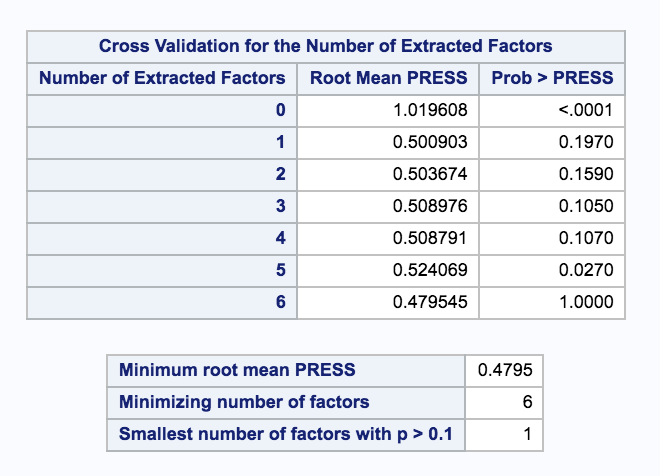 Cross Validation for the Number of Extracted Factors
Number of Extracted Factors Root Mean PRESS Prob > PRESS
0 1.019608 <.0001
1 0.500903 0.1970
2 0.503674 0.1590
3 0.508976 0.1050
4 0.508791 0.1070
5 0.524069 0.0270
6 0.479545 1.0000
Minimum root mean PRESS 0.4795
Minimizing number of factors 6
Smallest number of factors with p > 0.1 1